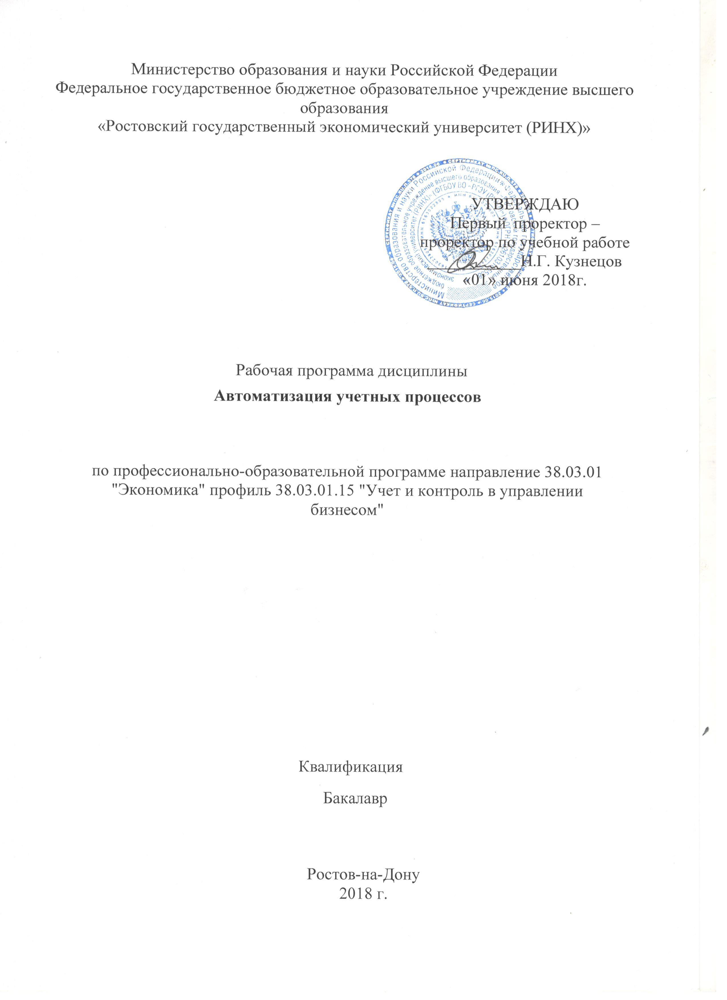 Министерство образования и науки Российской Федерации
Федеральное государственное бюджетное образовательное учреждение высшего
образования
«Ростовский государственный экономический университет (РИНХ)»
УТВЕРЖДАЮ
Первый проректор –
проректор по учебной работе
Н.Г. Кузнецов
«01» июня 2018г.
Рабочая программа дисциплины
Автоматизация учетных процессов
по профессионально-образовательной программе направление 38.03.01
"Экономика" профиль 38.03.01.15 "Учет и контроль в управлении
бизнесом"
Квалификация
Бакалавр
Ростов-на-Дону
2018 г.